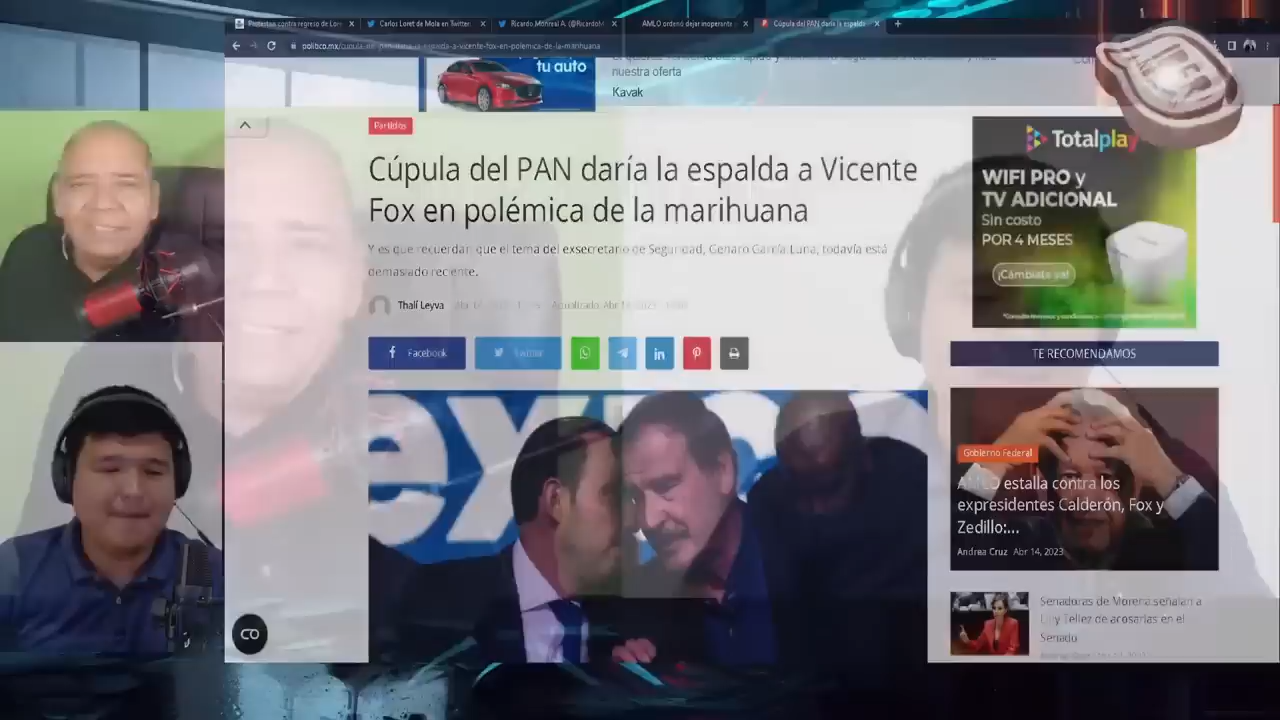 Protestan contra regreso de Lore
Carlos Loret de Mola en Twitter:
Ricardo Monreal A. (@RicardoM
AMLO ordenó dejar inoperante
Cúpula del PAN daría la espalda
politico.mx/cupula-del-pan-daria-la-espalda-a-vicente-fox-en-polemica-de-la-marihuana
tu auto
nuestra oferta
Kavak
Partidos
Cúpula del PAN daría la espalda a Vicente
Fox en polémica de la marihuana
Y es que recuerdan que el tema del exsecretario de Seguridad, Genaro García Luna, todavía está
demasiado reciente.
Thalí Leyva
Facebook
Twitter
Totalplay
WIFI PRO y
TV ADICIONAL
Sin costo
POR 4 MESES
¡Cámbiate ya!
TE RECOMENDAMOS
Gobierno Federal
AMLO estalla contra los
expresidentes Calderón, Fox y
Zedillo:...
Andrea Cruz Abr 14, 2023
Senadoras de Morena señalan a
Lilly Téllez de acosarlas en el
Senado